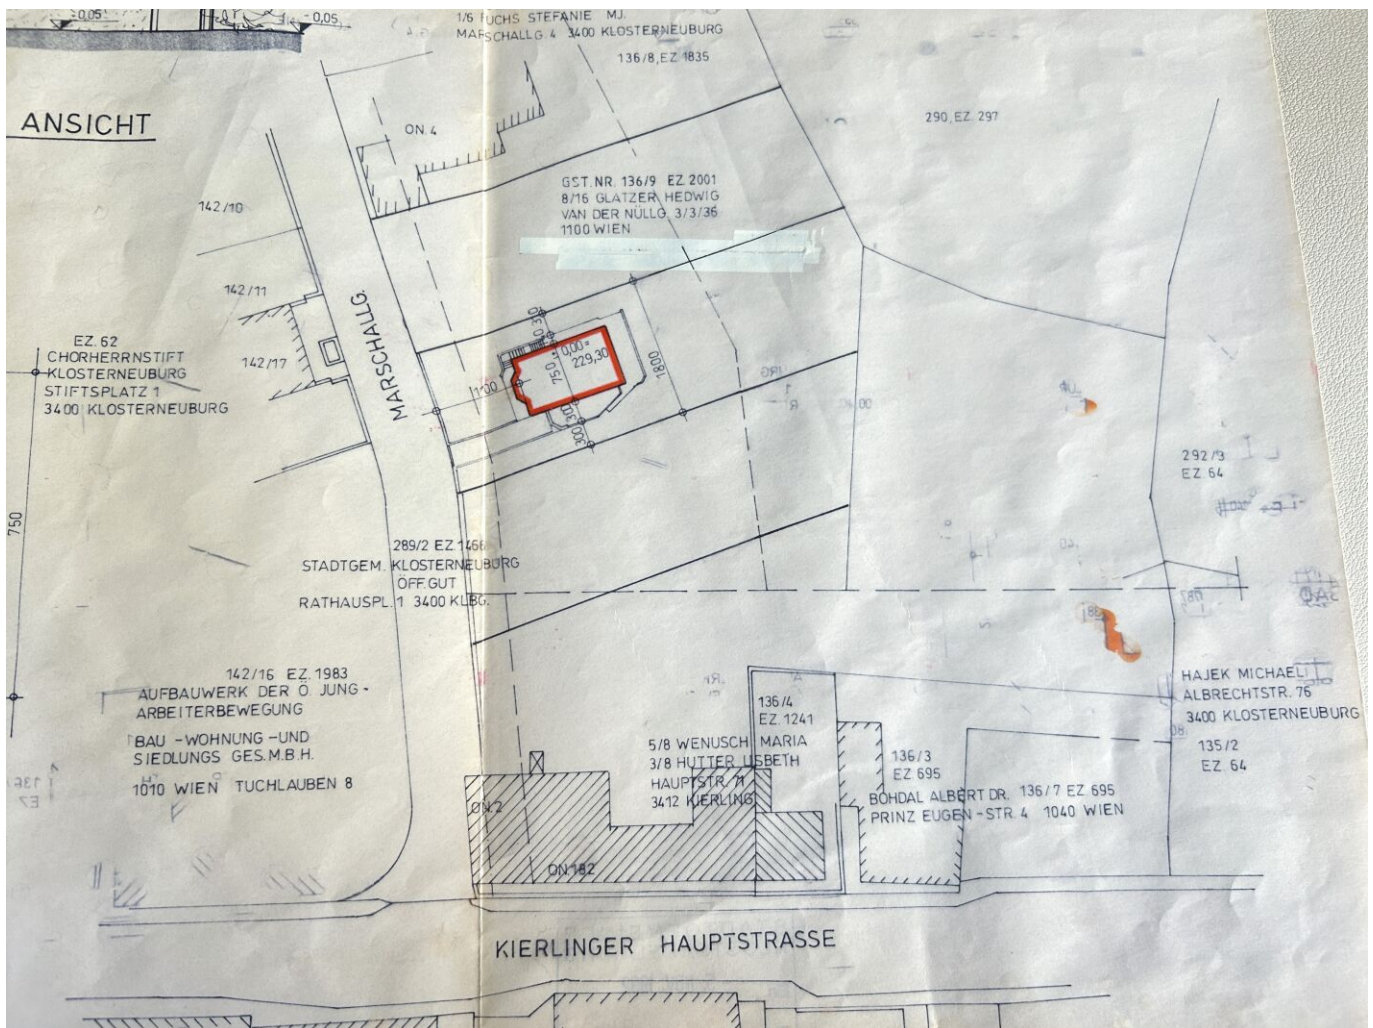 -0,05
-0,05
1/6 FUCHS STEFANIE MJ.
MARSCHALLG. 4 3400 KLOSTERNEUBURG
136/8, EZ 1835
ANSICHT
ON. 4
290, EZ. 297
GST. NR. 136/9 EZ. 2001
8/16 GLATZER HEDWIG
VAN DER NÜLLG. 3/3/36
1100 WIEN
142/10
142/11
142/17
MARSCHALLG.
EZ. 62
CHORHERRNSTIFT
KLOSTERNEUBURG
STIFTSPLATZ 1
3400 KLOSTERNEUBURG
0,00 =
229,30
750
1800
300
750
292/3
EZ 64
289/2 EZ. 1466
STADTGEM. KLOSTERNEUBURG
ÖFF. GUT
RATHAUSPL. 1 3400 KLBG.
142/16 EZ. 1983
AUFBAUWERK DER Ö. JUNG-
ARBEITERBEWEGUNG
BAU-WOHNUNG-UND
SIEDLUNGS GES.M.B.H.
1010 WIEN TUCHLAUBEN 8
HAJEK MICHAEL
ALBRECHTSTR. 76
3400 KLOSTERNEUBURG
135/2
EZ. 64
136/4
EZ. 1241
5/8 WENUSCH MARIA
3/8 HUTTER LISBETH
HAUPTSTR. 71
3412 KIERLING
136/3
EZ 695
BOHDAL ALBERT DR. 136/7 EZ 695
PRINZ EUGEN-STR. 4 1040 WIEN
ON. 2
ON. 182
KIERLINGER HAUPTSTRASSE